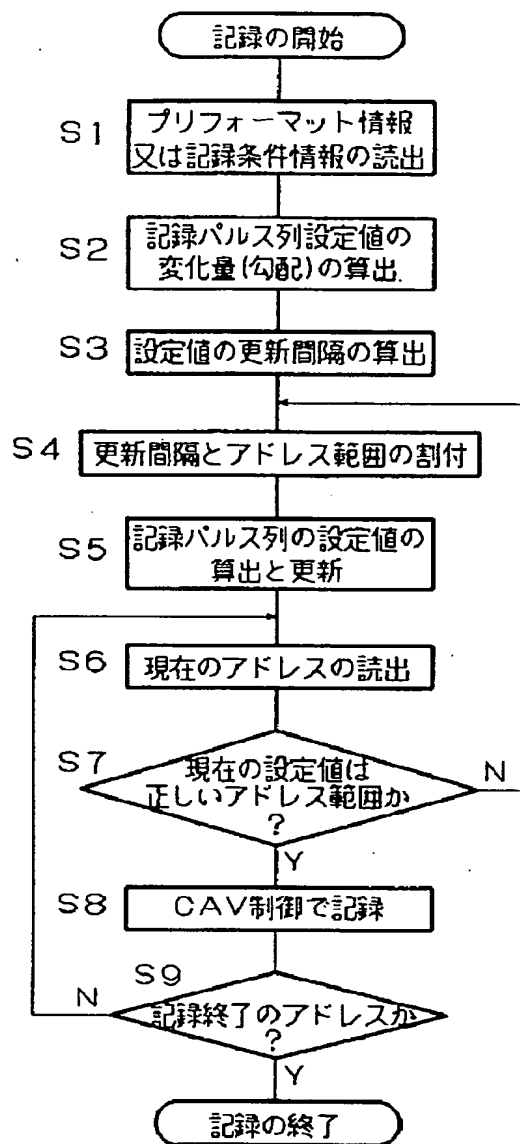 記録の開始
S1
プリフォーマット情報
又は記録条件情報の読出
S2
記録パルス列設定値の
変化量(勾配)の算出
S3
設定値の更新間隔の算出
S4
更新間隔とアドレス範囲の割付
S5
記録パルス列の設定値の
算出と更新
S6
現在のアドレスの読出
S7
現在の設定値は
正しいアドレス範囲か
?
N
Y
S8
CAV制御で記録
S9
N
記録終了のアドレスか
?
Y
記録の終了